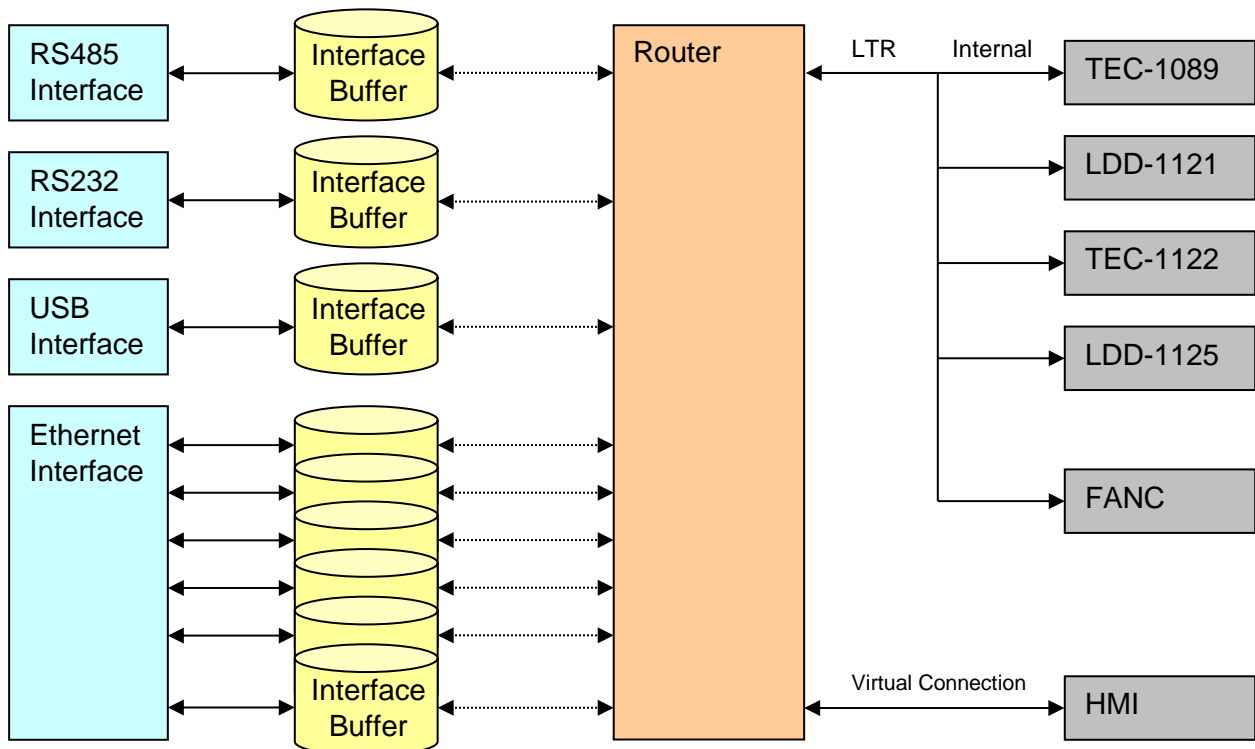 RS485
Interface
Interface
Buffer
Router
LTR
Internal
TEC-1089
LDD-1121
RS232
Interface
Interface
Buffer
TEC-1122
USB
Interface
Interface
Buffer
LDD-1125
Ethernet
Interface
FANC
Interface
Buffer
Virtual Connection
HMI